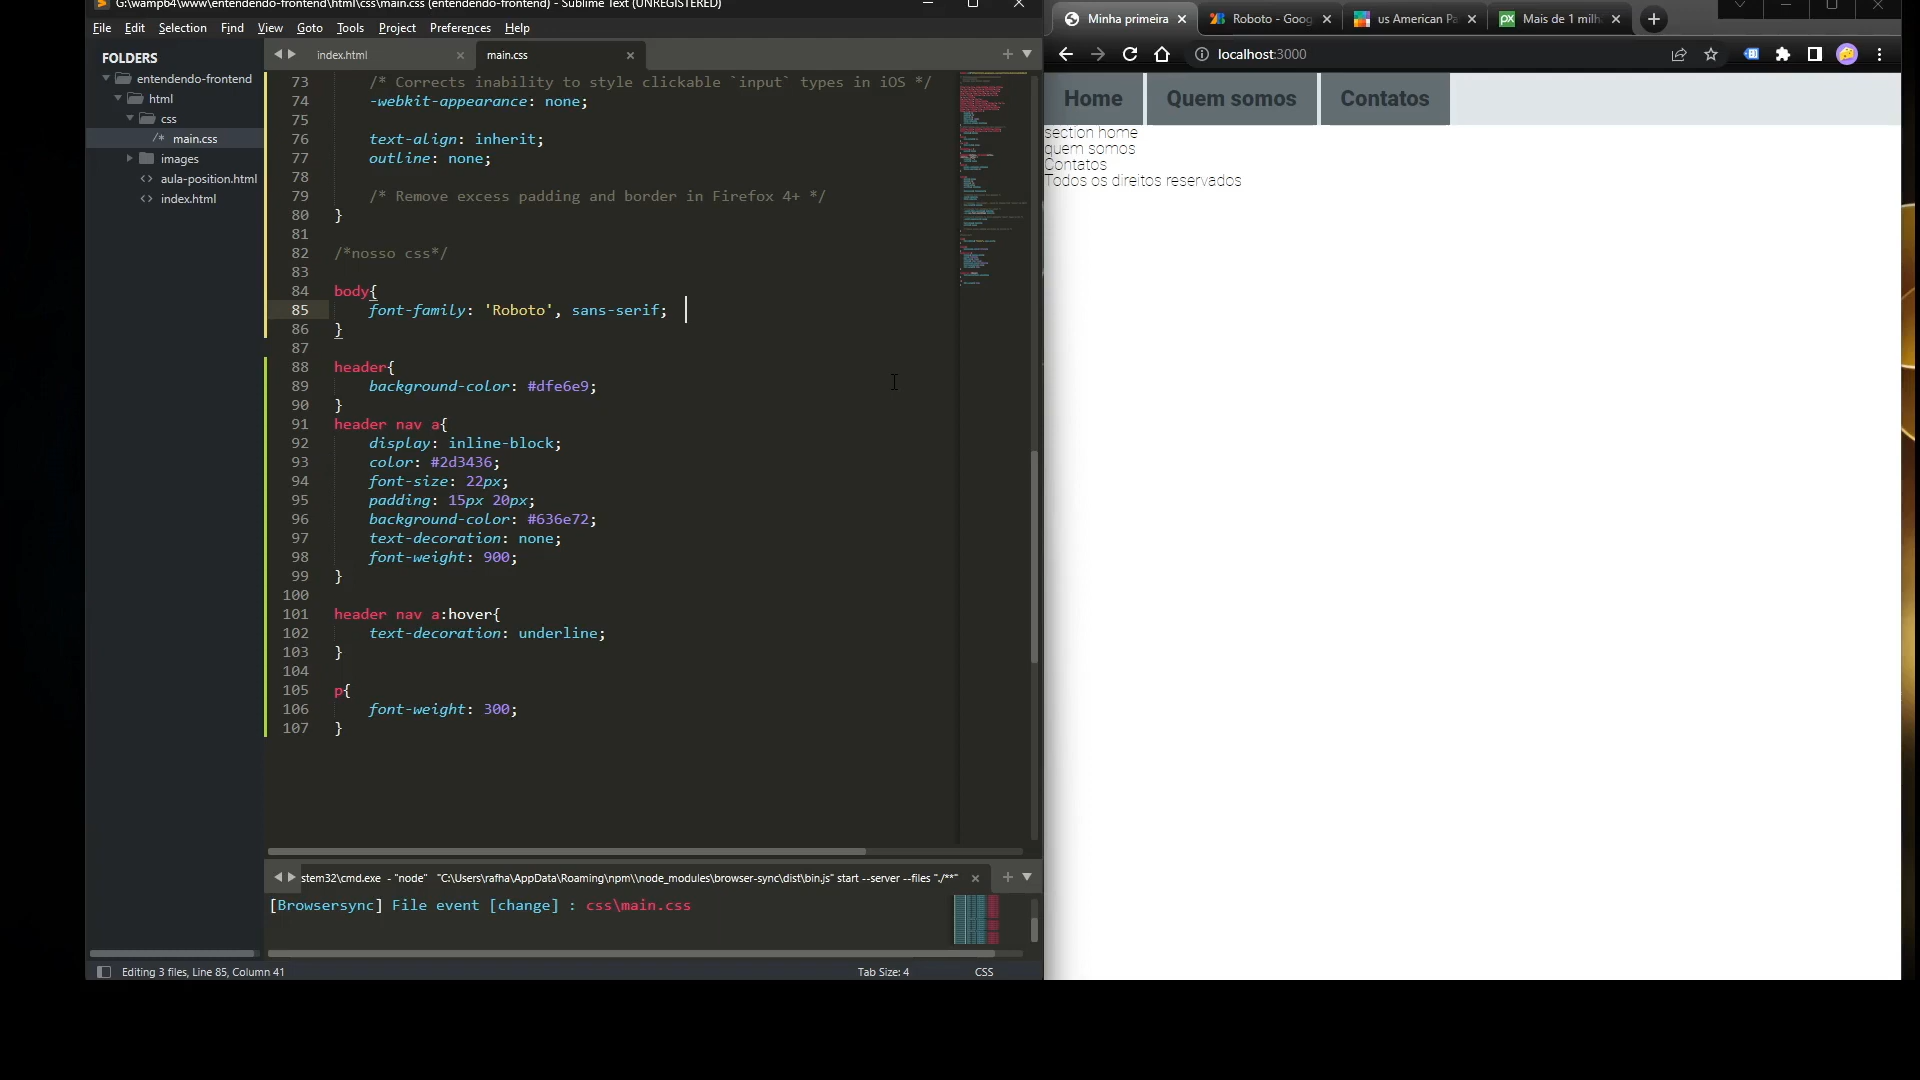 G:\wamp64\www\entendendo-frontend\html\css\main.css (entendendo-frontend) - Sublime Text (UNREGISTERED)
File Edit Selection View Find Goto Tools Project Preferences Help
FOLDERS
entendendo-frontend
html
css
/* main.css
images
<> aula-position.html
<> index.html
index.html
main.css
73 /* Corrects inability to style clickable `input` types in iOS */
74 -webkit-appearance: none;
75
76 text-align: inherit;
77 outline: none;
78
79 /* Remove excess padding and border in Firefox 4+ */
80 }
81
82 /*nosso css*/
83
84 body{
85 font-family: 'Roboto', sans-serif;
86 }
87
88 header{
89 background-color: #dfe6e9;
90 }
91 header nav a{
92 display: inline-block;
93 color: #2d3436;
94 font-size: 22px;
95 padding: 15px 20px;
96 background-color: #636e72;
97 text-decoration: none;
98 font-weight: 900;
99 }
100
101 header nav a:hover{
102 text-decoration: underline;
103 }
104
105 p{
106 font-weight: 300;
107 }
stem32\cmd.exe - "node" "C:\Users\rafha\AppData\Roaming\npm\\node_modules\browser-sync\dist\bin.js" start --server --files "./**"
[Browsersync] File event [change] : css\main.css
Editing 3 files, Line 85, Column 41
Tab Size: 4
CSS
Minha primeira
Roboto - Goog
us American Pa
Mais de 1 milh
localhost:3000
Home
Quem somos
Contatos
section home
quem somos
Contatos
Todos os direitos reservados